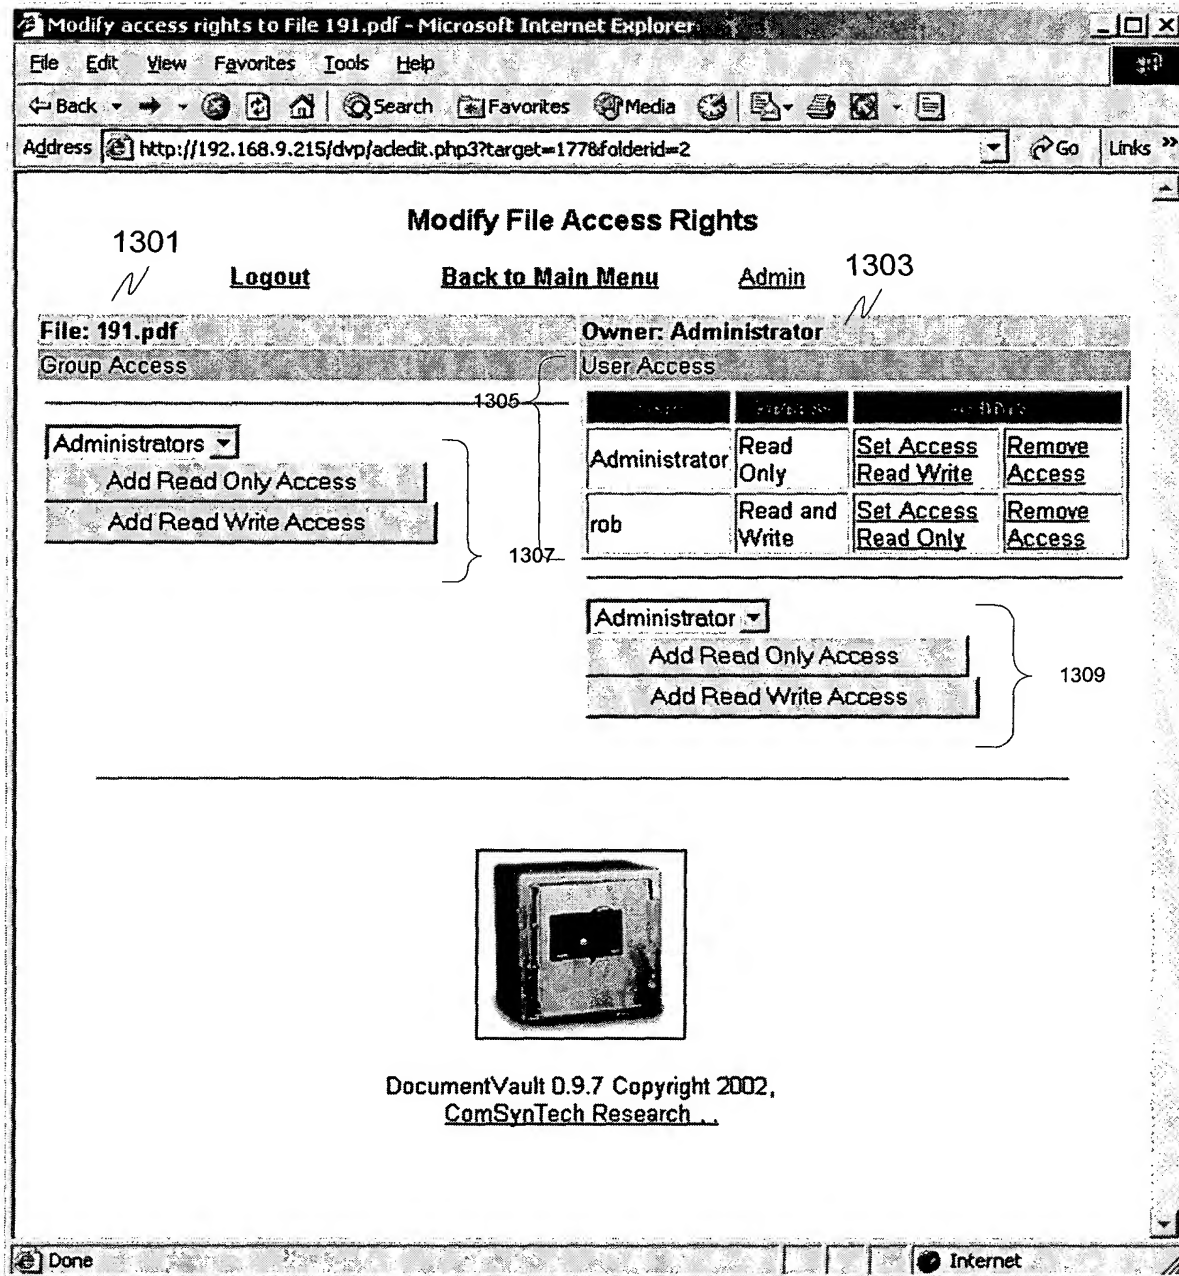 Modify access rights to File 191.pdf - Microsoft Internet Explorer
File Edit View Favorites Tools Help
Back Search Favorites Media
Address http://192.168.9.215/dvp/acledit.php3?target=177&folderid=2 Go Links »
Modify File Access Rights
1301
1303
Logout Back to Main Menu Admin
File: 191.pdf Owner: Administrator
Group Access User Access
1305
Administrators
Add Read Only Access
Add Read Write Access
1307
Administrator Read Only Set Access Read Write Remove Access
rob Read and Write Set Access Read Only Remove Access
Administrator
Add Read Only Access
Add Read Write Access
1309
DocumentVault 0.9.7 Copyright 2002,
ComSynTech Research . .
Done Internet